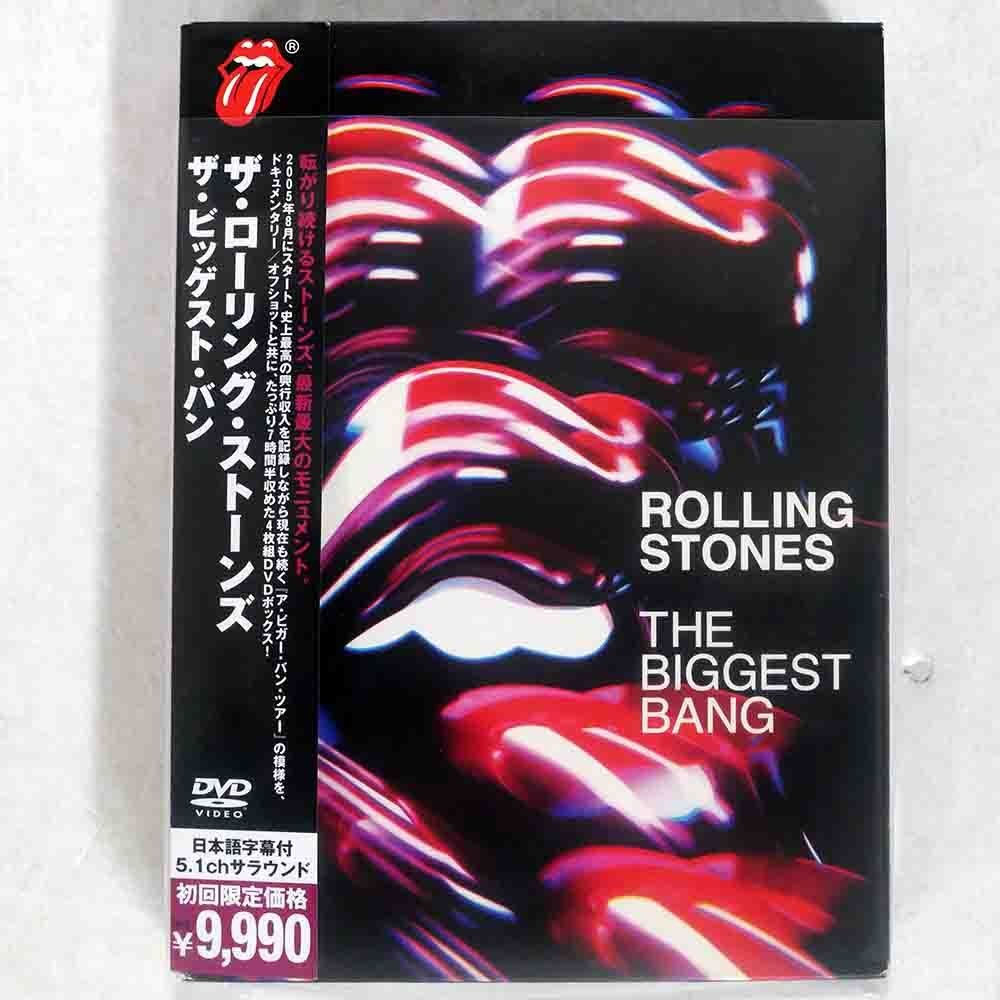 ®
ザ・ローリング・ストーンズ
ザ・ビッゲスト・バン
転がり続けるストーンズ、最新最大のモニュメント。
2005年8月にスタート、史上最高の興行収入を記録しながら現在も続く『ア・ビガー・バン・ツアー』の模様を、
ドキュメンタリー/オフショットと共に、たっぷり7時間半収めた4枚組DVDボックス!
DVD
VIDEO
日本語字幕付
5.1chサラウンド
初回限定価格
¥9,990
ROLLING
STONES
THE
BIGGEST
BANG